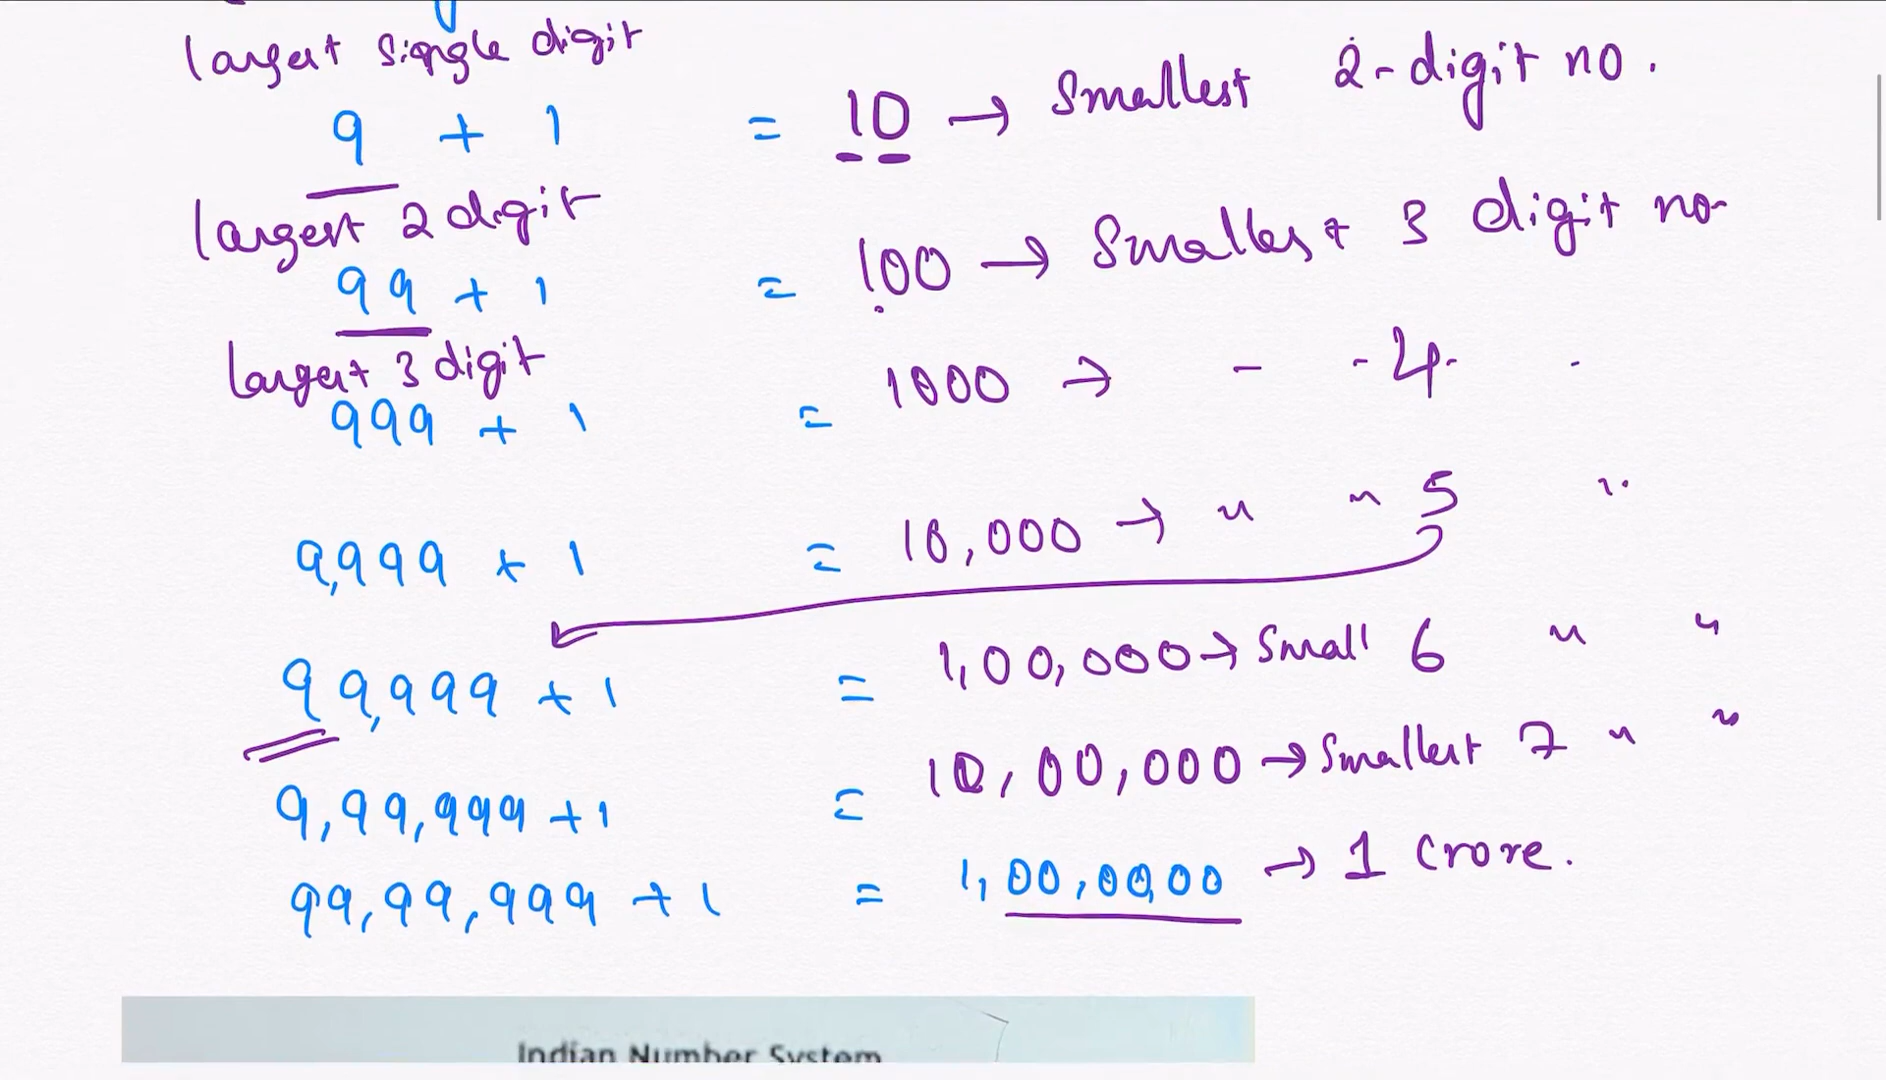 largest single digit
9 + 1 = 10 → Smallest 2-digit no.
largest 2 digit
99 + 1 = 100 → Smallest 3 digit no
largest 3 digit
999 + 1 = 1000 → - - 4 - -
9,999 + 1 = 10,000 → " " 5 "
99,999 + 1 = 1,00,000 → Small 6 " "
9,99,999 + 1 = 10,00,000 → Smallest 7 " "
99,99,999 + 1 = 1,00,00,00 → 1 Crore.
Indian Number System